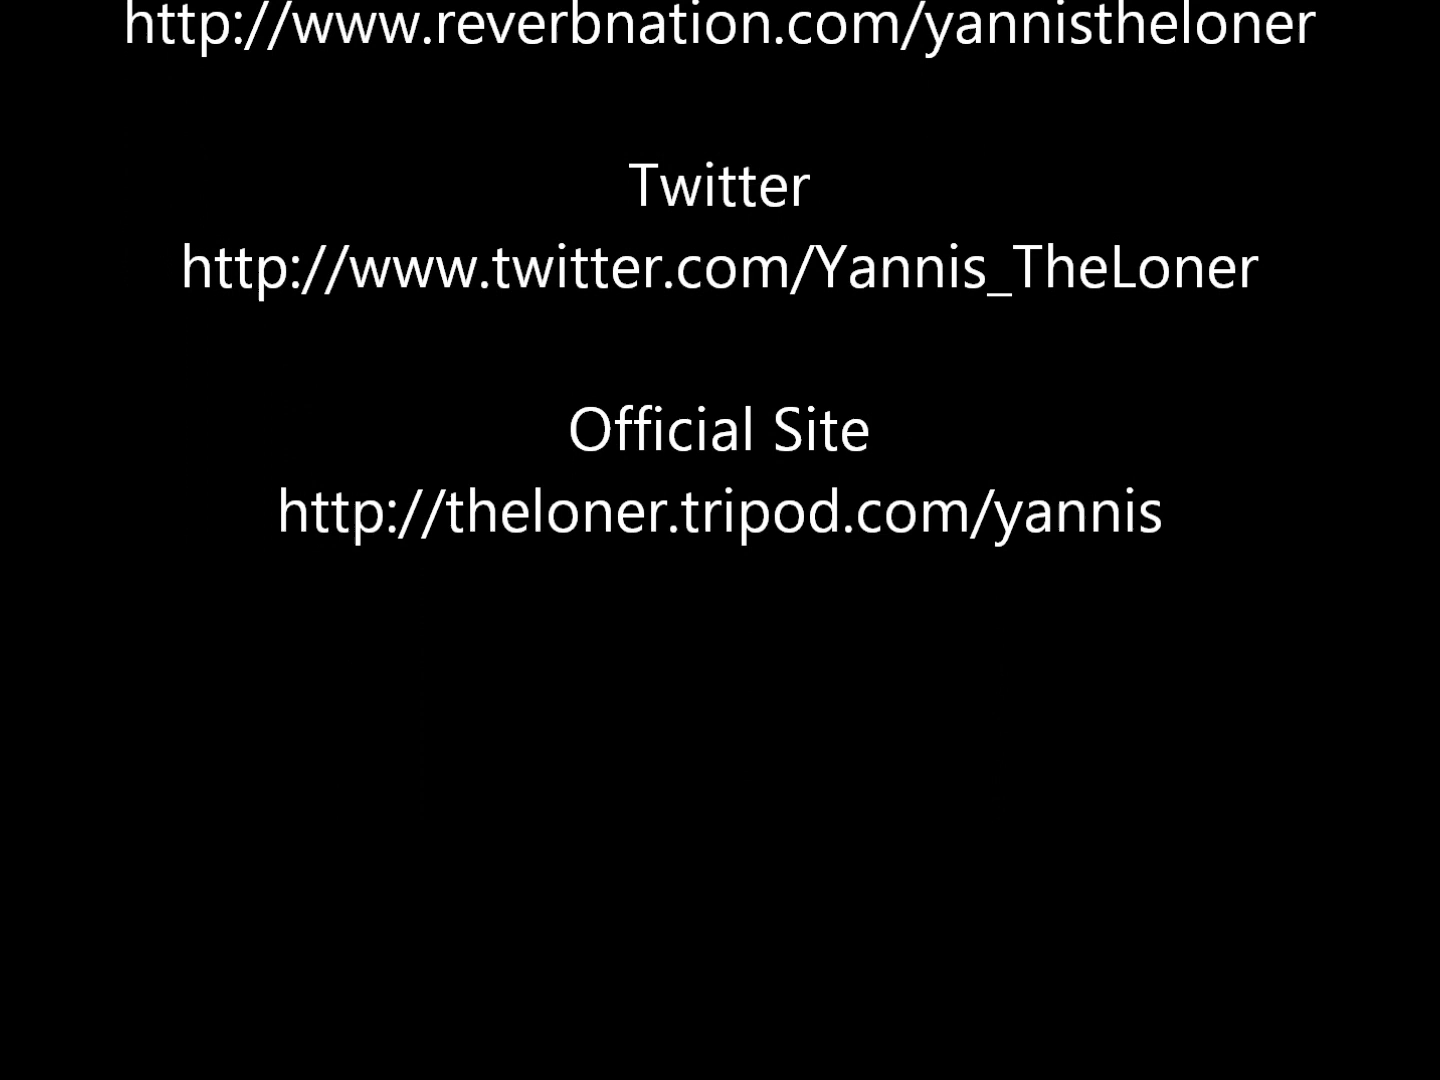 http://www.reverbnation.com/yannistheloner
Twitter
http://www.twitter.com/Yannis_TheLoner
Official Site
http://theloner.tripod.com/yannis